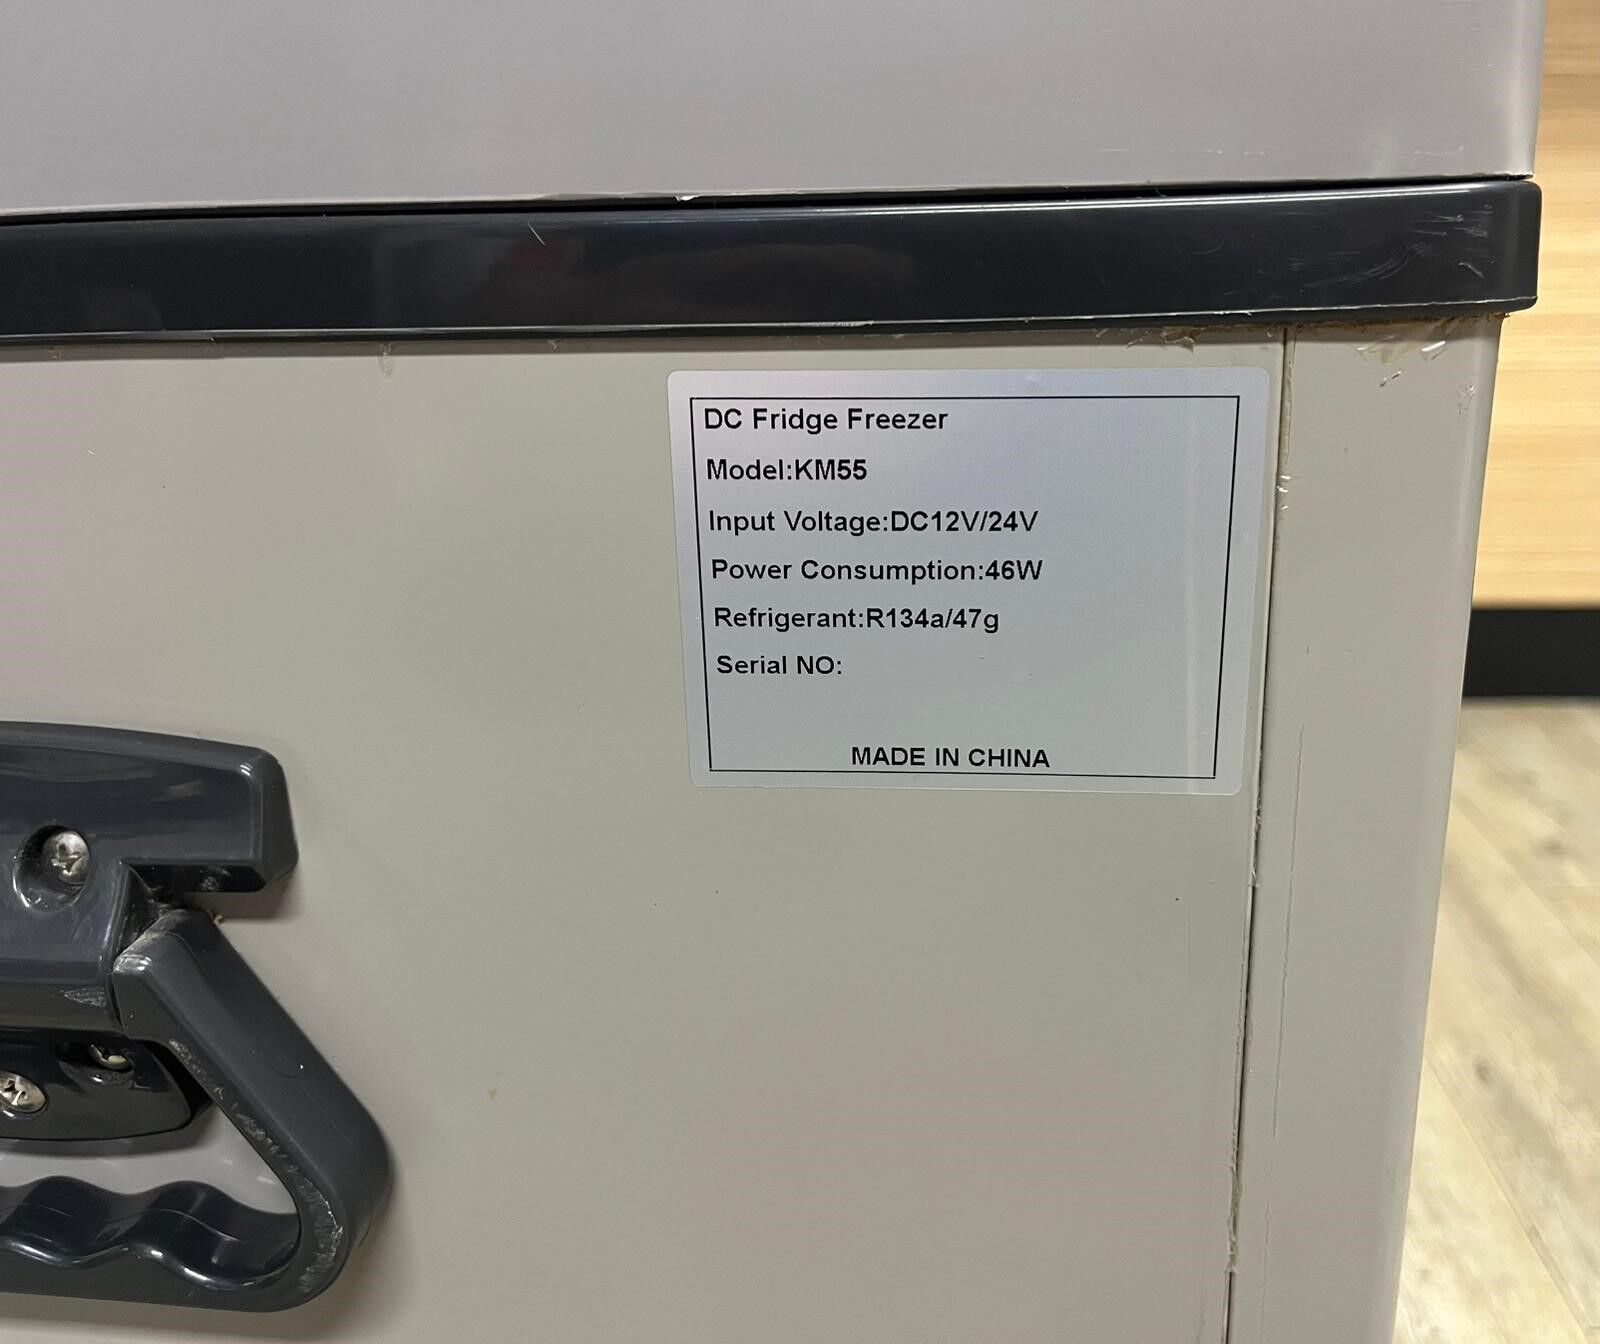 DC Fridge Freezer
Model:KM55
Input Voltage:DC12V/24V
Power Consumption:46W
Refrigerant:R134a/47g
Serial NO:
MADE IN CHINA